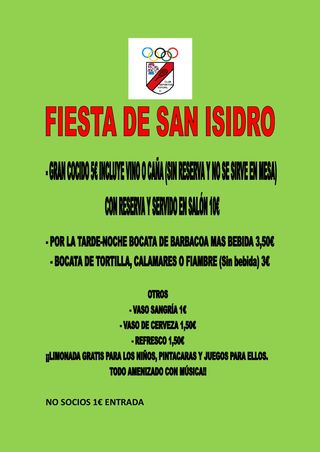 FIESTA DE SAN ISIDRO
- GRAN COCIDO 5€ INCLUYE VINO O CAÑA (SIN RESERVA Y NO SE SIRVE EN MESA)
CON RESERVA Y SERVIDO EN SALÓN 10€
- POR LA TARDE-NOCHE BOCATA DE BARBACOA MAS BEBIDA 3,50€
- BOCATA DE TORTILLA, CALAMARES O FIAMBRE (Sin bebida) 3€
OTROS
- VASO SANGRÍA 1€
- VASO DE CERVEZA 1,50€
- REFRESCO 1,50€
¡¡LIMONADA GRATIS PARA LOS NIÑOS, PINTACARAS Y JUEGOS PARA ELLOS.
TODO AMENIZADO CON MÚSICA!!
NO SOCIOS 1€ ENTRADA